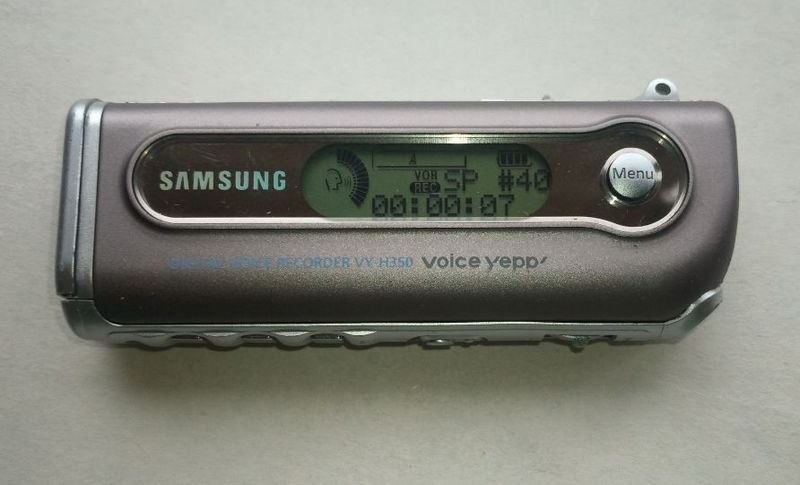 SAMSUNG
A
VOR
REC SP #40
00:00:07
Menu
DIGITAL VOICE RECORDER VY-H350 voice yepp'